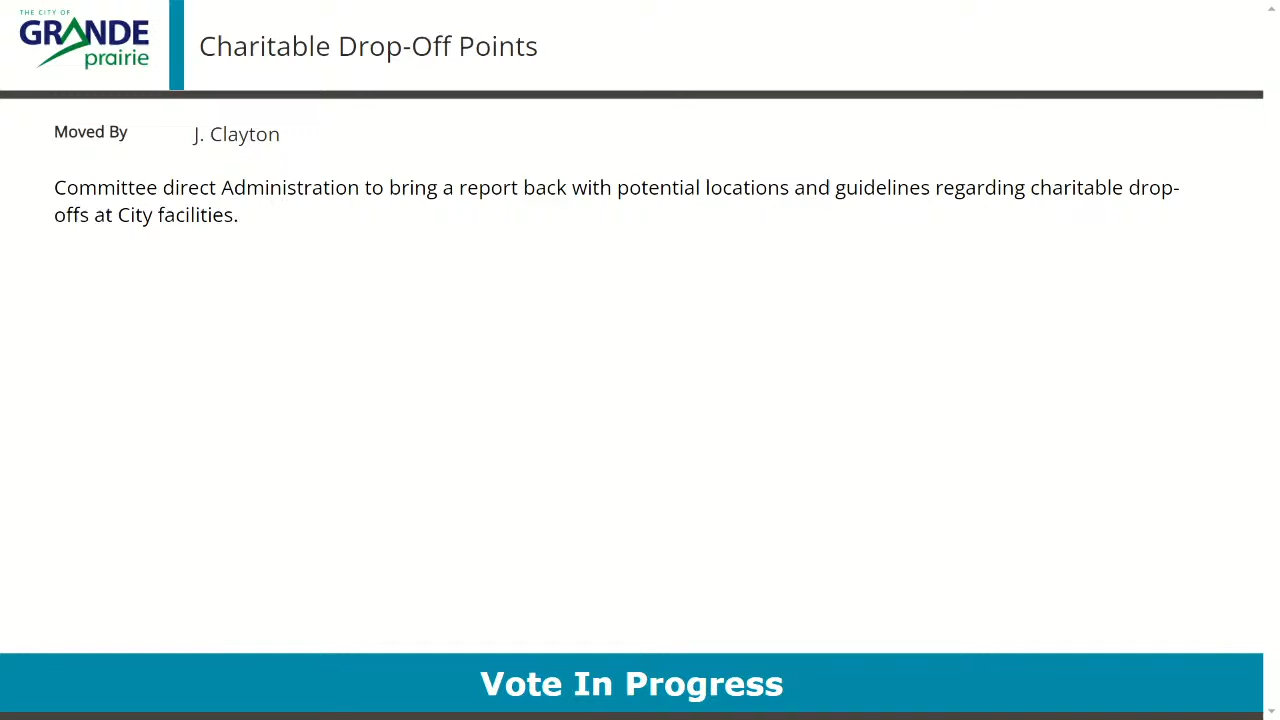 THE CITY OF
GRANDE
prairie
Charitable Drop-Off Points
Moved By J. Clayton
Committee direct Administration to bring a report back with potential locations and guidelines regarding charitable drop-
offs at City facilities.
Vote In Progress